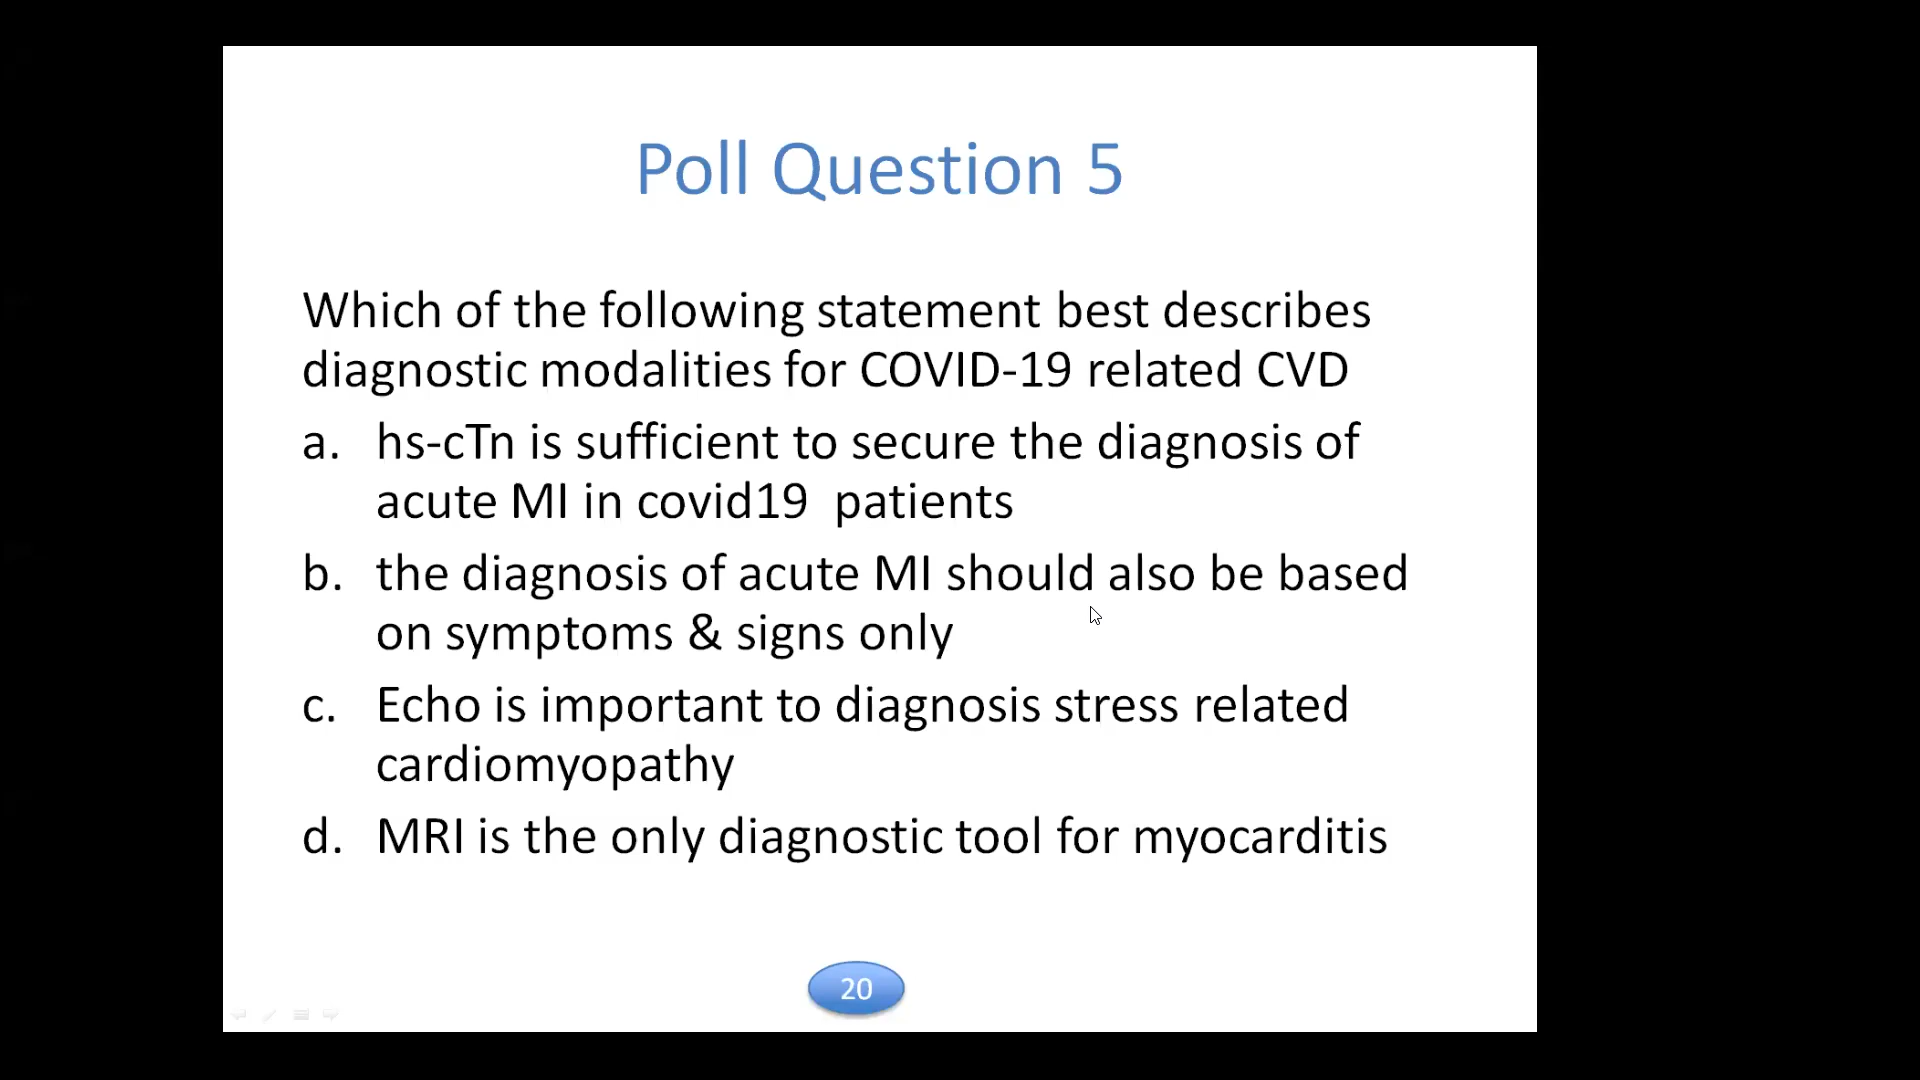 Poll Question 5
Which of the following statement best describes
diagnostic modalities for COVID-19 related CVD
a. hs-cTn is sufficient to secure the diagnosis of
acute MI in covid19  patients
b. the diagnosis of acute MI should also be based
on symptoms & signs only
c. Echo is important to diagnosis stress related
cardiomyopathy
d. MRI is the only diagnostic tool for myocarditis
20